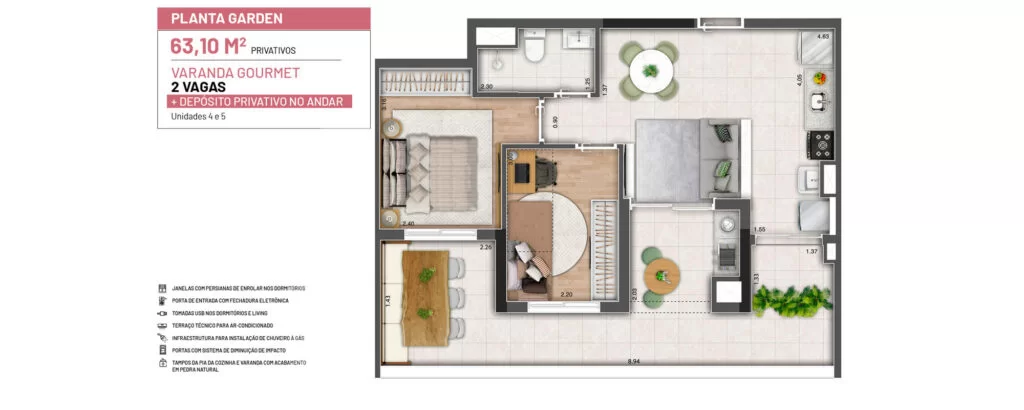 PLANTA GARDEN
63,10 M² PRIVATIVOS
VARANDA GOURMET
2 VAGAS
+ DEPÓSITO PRIVATIVO NO ANDAR
Unidades 4 e 5
JANELAS COM PERSIANAS DE ENROLAR NOS DORMITÓRIOS
PORTA DE ENTRADA COM FECHADURA ELETRÔNICA
TOMADAS USB NOS DORMITÓRIOS E LIVING
TERRAÇO TÉCNICO PARA AR-CONDICIONADO
INFRAESTRUTURA PARA INSTALAÇÃO DE CHUVEIRO À GÁS
PORTAS COM SISTEMA DE DIMINUIÇÃO DE IMPACTO
TAMPOS DA PIA DA COZINHA E VARANDA COM ACABAMENTO
EM PEDRA NATURAL
4.63
4.05
2.30
1.25
1.37
3.16
0.90
2.40
2.26
2.20
1.55
1.37
1.33
1.43
2.03
8.94